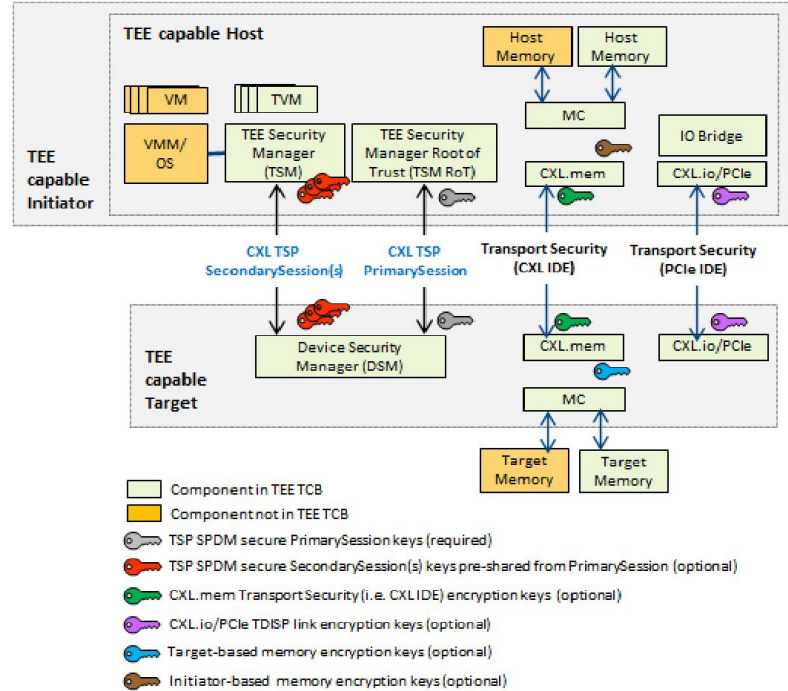 TEE capable Host
Host
Memory
Host
Memory
VM
TVM
MC
VMM/
OS
TEE Security
Manager
(TSM)
TEE Security
Manager Root of
Trust (TSM RoT)
IO Bridge
TEE
capable
Initiator
CXL.mem
CXL.io/PCIe
CXL TSP
SecondarySession(s)
CXL TSP
PrimarySession
Transport Security
(CXL IDE)
Transport Security
(PCIe IDE)
TEE
capable
Target
Device Security
Manager (DSM)
CXL.mem
CXL.io/PCIe
MC
Target
Memory
Target
Memory
Component in TEE TCB
Component not in TEE TCB
TSP SPDM secure PrimarySession keys (required)
TSP SPDM secure SecondarySession(s) keys pre-shared from PrimarySession (optional)
CXL.mem Transport Security (i.e. CXL IDE) encryption keys (optional)
CXL.io/PCIe TDISP link encryption keys (optional)
Target-based memory encryption keys (optional)
Initiator-based memory encryption keys (optional)